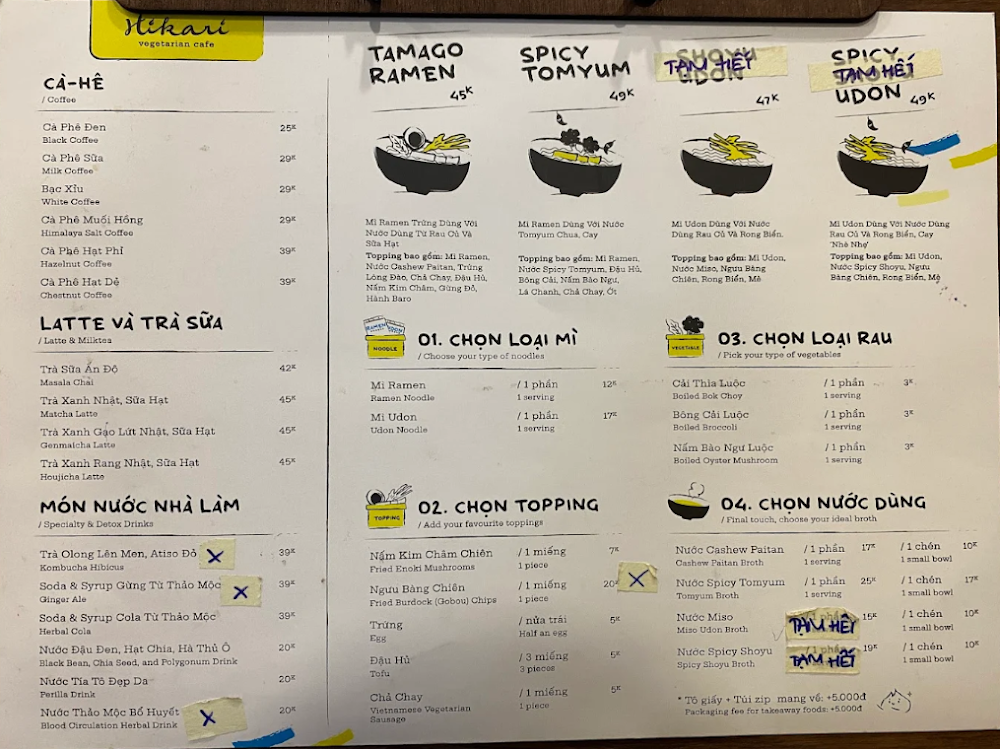 Hikari
vegetarian cafe
CÀ-HÊ
/ Coffee
Cà Phê Đen 25K
Black Coffee
Cà Phê Sữa 29K
Milk Coffee
Bạc Xỉu 29K
White Coffee
Cà Phê Muối Hồng 29K
Himalaya Salt Coffee
Cà Phê Hạt Phỉ 39K
Hazelnut Coffee
Cà Phê Hạt Dẻ 39K
Chestnut Coffee
LATTE VÀ TRÀ SỮA
/ Latte & Milktea
Trà Sữa Ấn Độ 42K
Masala Chai
Trà Xanh Nhật, Sữa Hạt 45K
Matcha Latte
Trà Xanh Gạo Lứt Nhật, Sữa Hạt 45K
Genmaicha Latte
Trà Xanh Rang Nhật, Sữa Hạt 45K
Houjicha Latte
MÓN NƯỚC NHÀ LÀM
/ Specialty & Detox Drinks
Trà Olong Lên Men, Atiso Đỏ X 39K
Kombucha Hibicus
Soda & Syrup Gừng Từ Thảo Mộc X 39K
Ginger Ale
Soda & Syrup Cola Từ Thảo Mộc 39K
Herbal Cola
Nước Đậu Đen, Hạt Chia, Hà Thủ Ô 20K
Black Bean, Chia Seed, and Polygonum Drink
Nước Tía Tô Đẹp Da 20K
Perilla Drink
Nước Thảo Mộc Bổ Huyết X 20K
Blood Circulation Herbal Drink
TAMAGO
RAMEN
45K
Mì Ramen Trứng Dùng Với
Nước Dùng Từ Rau Củ Và
Sữa Hạt
Topping bao gồm: Mì Ramen,
Nước Cashew Paitan, Trứng
Lòng Đào, Chả Chay, Đậu Hủ,
Nấm Kim Châm, Gừng Đỏ,
Hành Baro
SPICY
TOMYUM
49K
Mì Ramen Dùng Với Nước
Tomyum Chua, Cay
Topping bao gồm: Mì Ramen,
Nước Spicy Tomyum, Đậu Hủ,
Bông Cải, Nấm Bào Ngư,
Lá Chanh, Chả Chay, Ớt
SHOYU
TẠM HẾT
UDON
47K
Mì Udon Dùng Với Nước
Dùng Rau Củ Và Rong Biển.
Topping bao gồm: Mì Udon,
Nước Miso, Ngưu Bàng
Chiên, Rong Biển, Mè
SPICY
TẠM HẾT
UDON
49K
Mì Udon Dùng Với Nước Dùng
Rau Củ Và Rong Biển, Cay
'Nhè Nhẹ'
Topping bao gồm: Mì Udon,
Nước Spicy Shoyu, Ngưu
Bàng Chiên, Rong Biển, Mè
RAMEN UDON
NOODLE
01. CHỌN LOẠI MÌ
/ Choose your type of noodles
Mì Ramen / 1 phần 12K
Ramen Noodle 1 serving
Mì Udon / 1 phần 17K
Udon Noodle 1 serving
TOPPING
02. CHỌN TOPPING
/ Add your favourite toppings
Nấm Kim Châm Chiên / 1 miếng 7K
Fried Enoki Mushrooms 1 piece
Ngưu Bàng Chiên / 1 miếng 20K X
Fried Burdock (Gobou) Chips 1 piece
Trứng / nửa trái 5K
Egg Half an egg
Đậu Hủ / 3 miếng 5K
Tofu 3 pieces
Chả Chay / 1 miếng 5K
Vietnamese Vegetarian 1 piece
Sausage
VEGETABLE
03. CHỌN LOẠI RAU
/ Pick your type of vegetables
Cải Thìa Luộc / 1 phần 3K
Boiled Bok Choy 1 serving
Bông Cải Luộc / 1 phần 3K
Boiled Broccoli 1 serving
Nấm Bào Ngư Luộc / 1 phần 3K
Boiled Oyster Mushroom 1 serving
04. CHỌN NƯỚC DÙNG
/ Final touch, choose your ideal broth
Nước Cashew Paitan / 1 phần 17K / 1 chén 10K
Cashew Paitan Broth 1 serving 1 small bowl
Nước Spicy Tomyum / 1 phần 25K / 1 chén 17K
Tomyum Broth 1 serving 1 small bowl
Nước Miso TẠM HẾT 15K / 1 chén 10K
Miso Udon Broth 1 small bowl
Nước Spicy Shoyu / 1 phần TẠM HẾT 19K / 1 chén 10K
Spicy Shoyu Broth 1 small bowl
* Tô giấy + Túi zip mang về: +5.000đ
Packaging fee for takeaway foods: +5.000đ